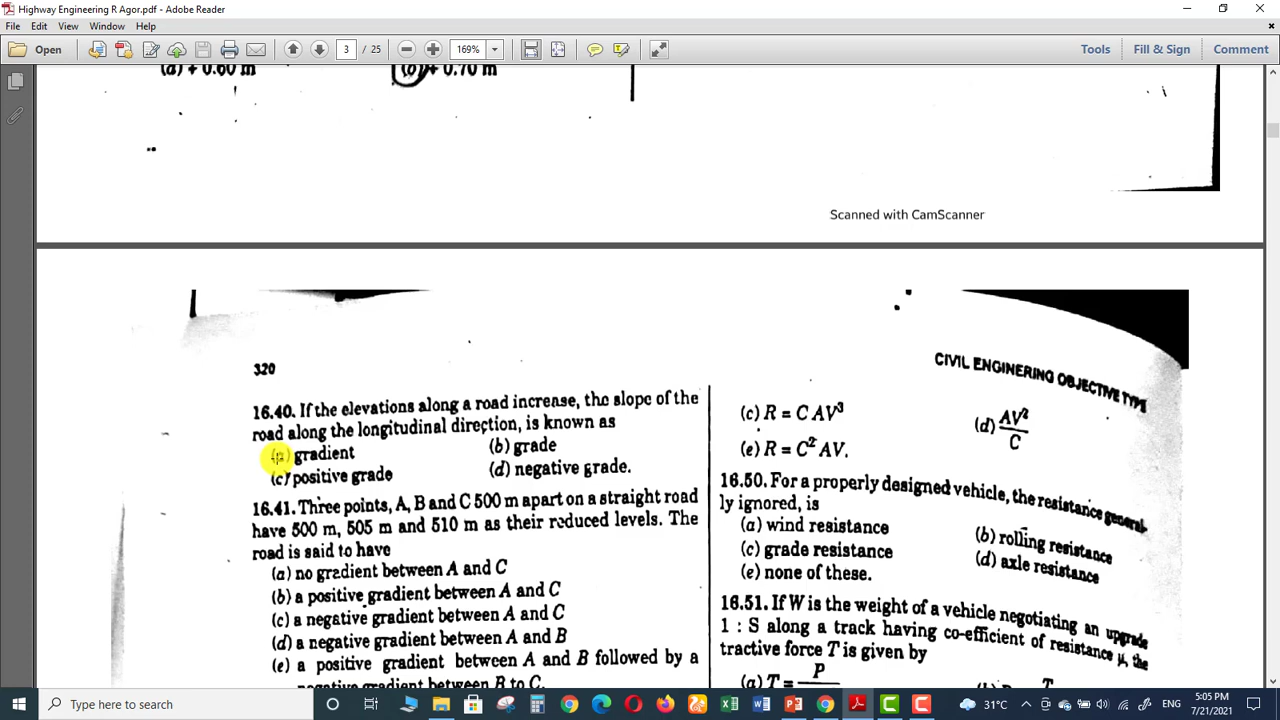 Highway Engineering R Agor.pdf - Adobe Reader
File Edit View Window Help
Open 3 / 25 169% Tools Fill & Sign Comment
(a) + 0.60 m (b) + 0.70 m
Scanned with CamScanner
320
CIVIL ENGINERING OBJECTIVE TYPE
16.40. If the elevations along a road increase, the slope of the
road along the longitudinal direction, is known as
gradient (b) grade
(c) positive grade (d) negative grade.
16.41. Three points, A, B and C 500 m apart on a straight road
have 500 m, 505 m and 510 m as their reduced levels. The
road is said to have
(a) no gradient between A and C
(b) a positive gradient between A and C
(c) a negative gradient between A and C
(d) a negative gradient between A and B
(e) a positive gradient between A and B followed by a
negative gradient between B to C.
(c) R = C AV³ (d) AV²/C
(e) R = C² AV.
16.50. For a properly designed vehicle, the resistance general-
ly ignored, is
(a) wind resistance (b) rolling resistance
(c) grade resistance (d) axle resistance
(e) none of these.
16.51. If W is the weight of a vehicle negotiating an upgrade
1 : S along a track having co-efficient of resistance μ, the
tractive force T is given by
(a) T = P
T
Type here to search
31°C ENG 5:05 PM
7/21/2021